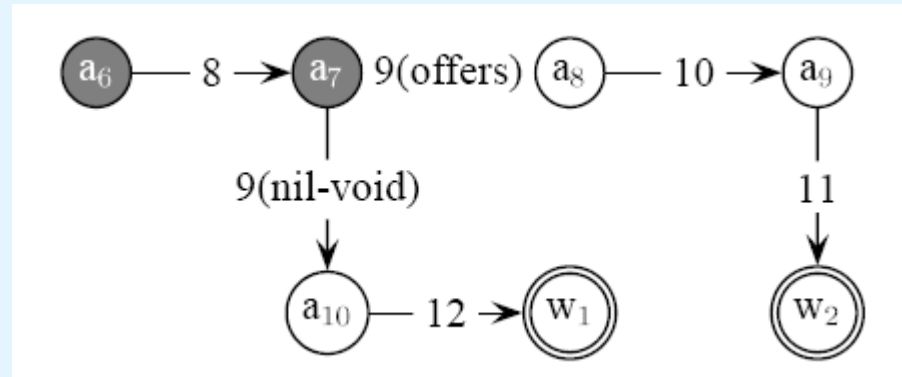 a₆ 8 a₇ 9(offers) a₈ 10 a₉
9(nil-void) 11
a₁₀ 12 w₁ w₂